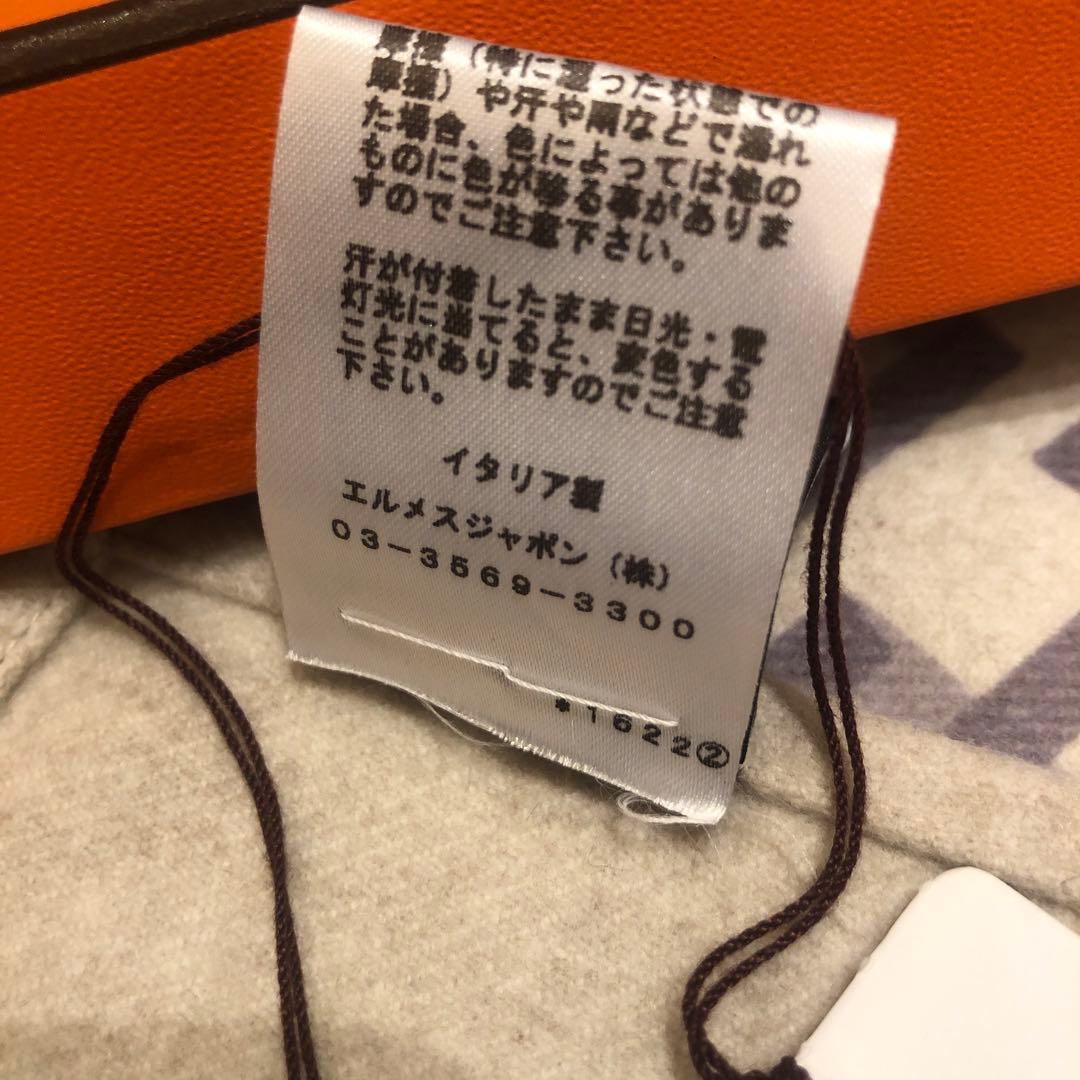 摩擦（特に湿った状態での
摩擦）や汗や雨などで濡れ
た場合、色によっては他の
ものに色が移る事がありま
すのでご注意下さい。
汗が付着したまま日光・電
灯光に当てると、変色する
ことがありますのでご注意
下さい。
イタリア製
エルメスジャポン（株）
03-3569-3300
*1622②